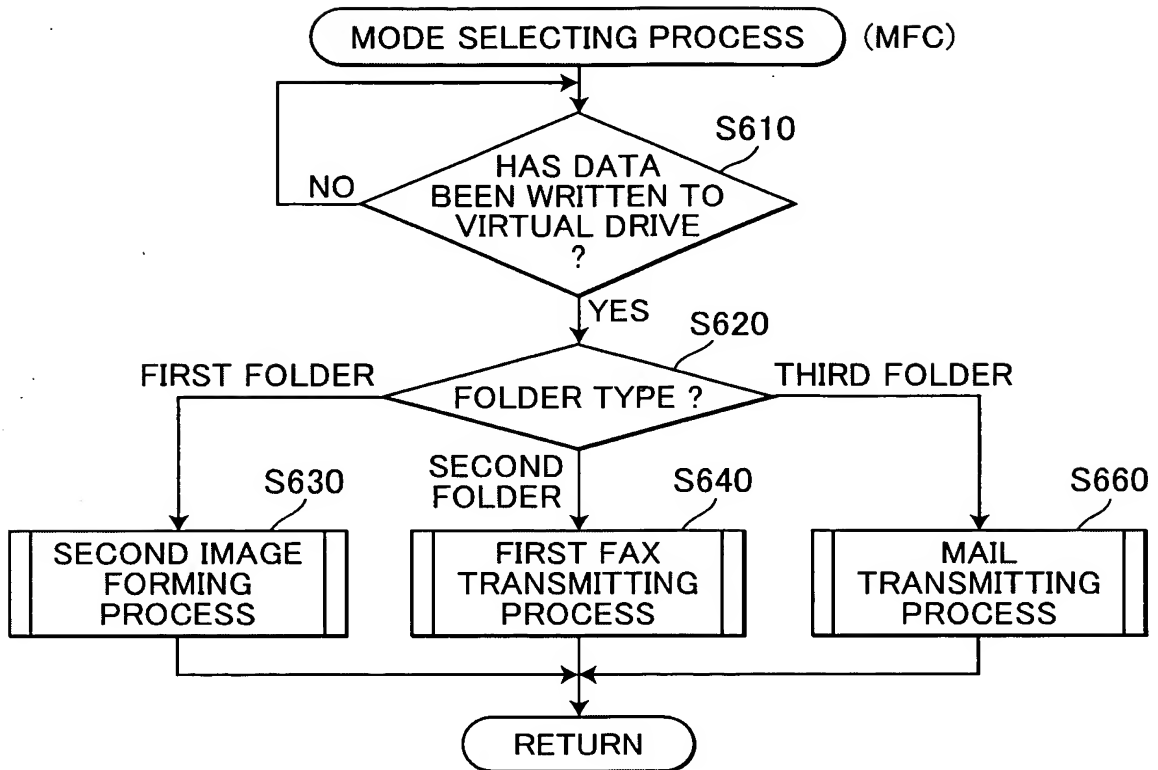 MODE SELECTING PROCESS (MFC)
S610
HAS DATA
BEEN WRITTEN TO
VIRTUAL DRIVE
?
NO
YES
S620
FIRST FOLDER
FOLDER TYPE ?
THIRD FOLDER
SECOND
FOLDER
S630
SECOND IMAGE
FORMING
PROCESS
S640
FIRST FAX
TRANSMITTING
PROCESS
S660
MAIL
TRANSMITTING
PROCESS
RETURN